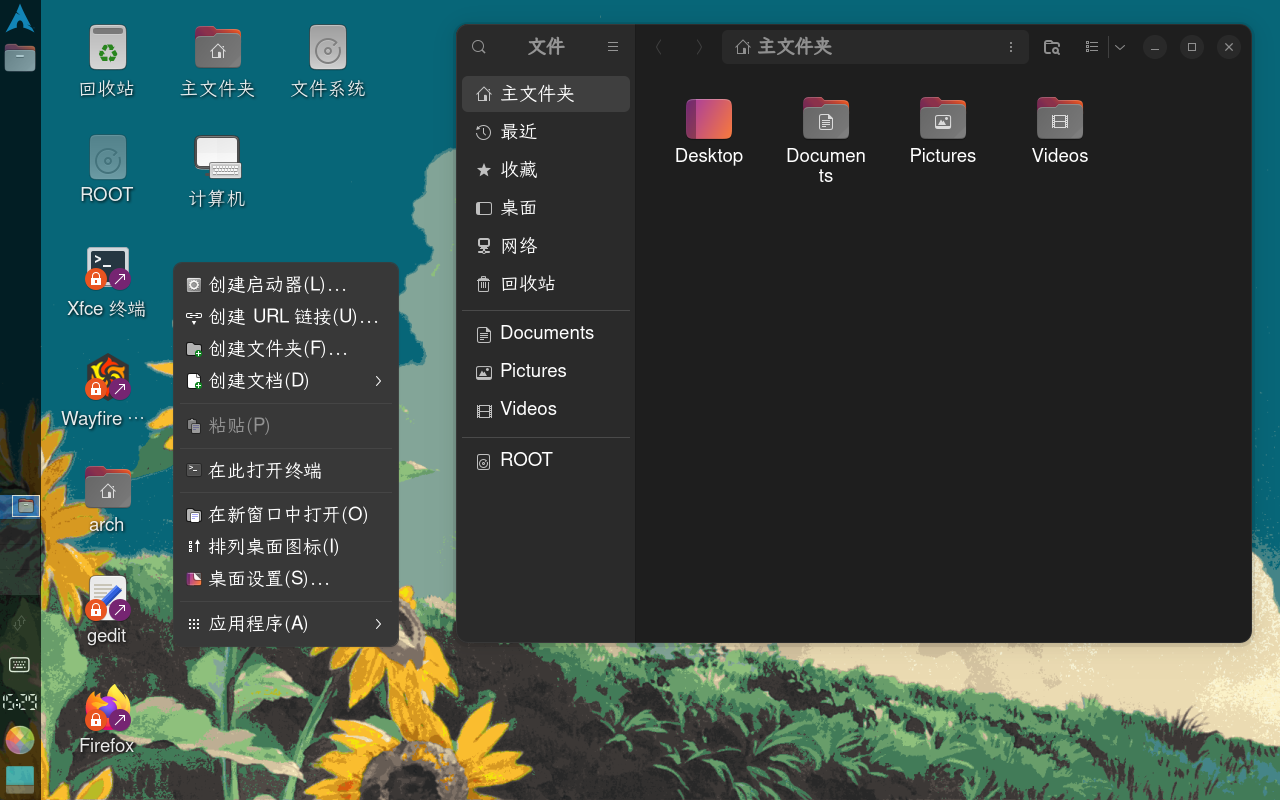 回收站
主文件夹
文件系统
ROOT
计算机
Xfce 终端
Wayfire ⋯
arch
gedit
Firefox
5:29
创建启动器(L)...
创建 URL 链接(U)...
创建文件夹(F)...
创建文档(D)
粘贴(P)
在此打开终端
在新窗口中打开(O)
排列桌面图标(I)
桌面设置(S)...
应用程序(A)
文件
主文件夹
主文件夹
最近
收藏
桌面
网络
回收站
Documents
Pictures
Videos
ROOT
Desktop
Documen
ts
Pictures
Videos